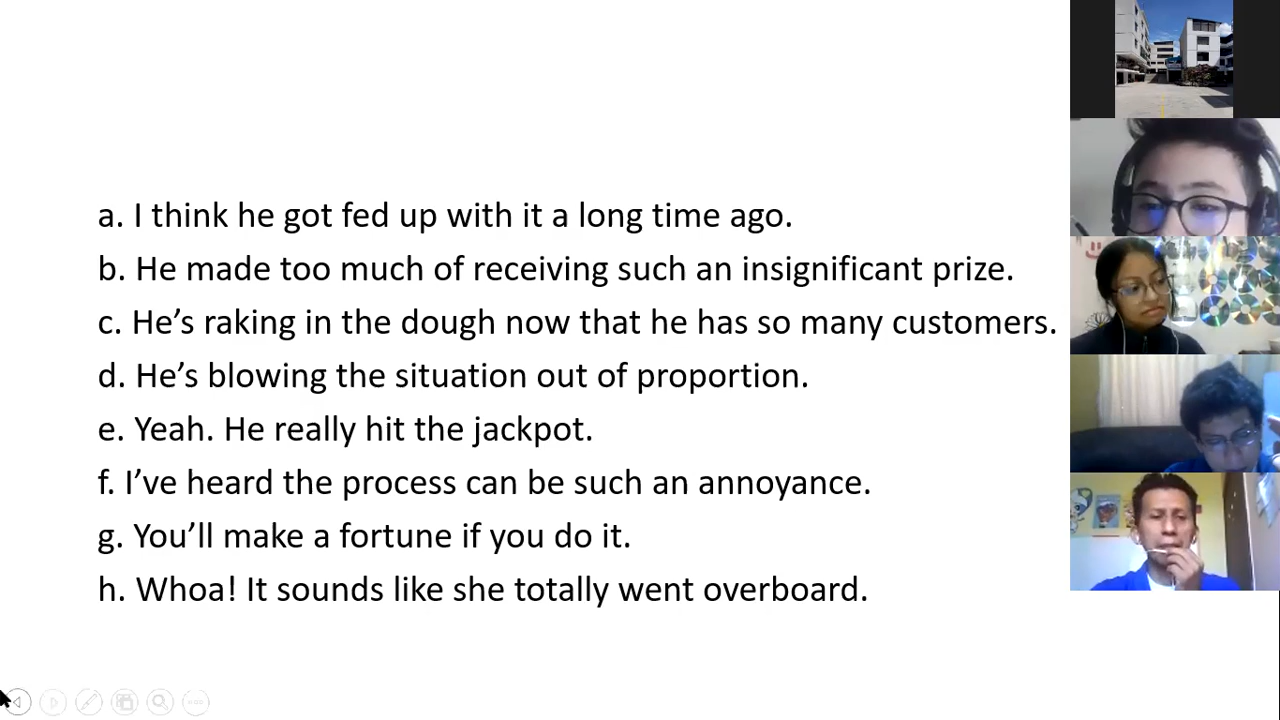 a. I think he got fed up with it a long time ago.
b. He made too much of receiving such an insignificant prize.
c. He’s raking in the dough now that he has so many customers.
d. He’s blowing the situation out of proportion.
e. Yeah. He really hit the jackpot.
f. I’ve heard the process can be such an annoyance.
g. You’ll make a fortune if you do it.
h. Whoa! It sounds like she totally went overboard.